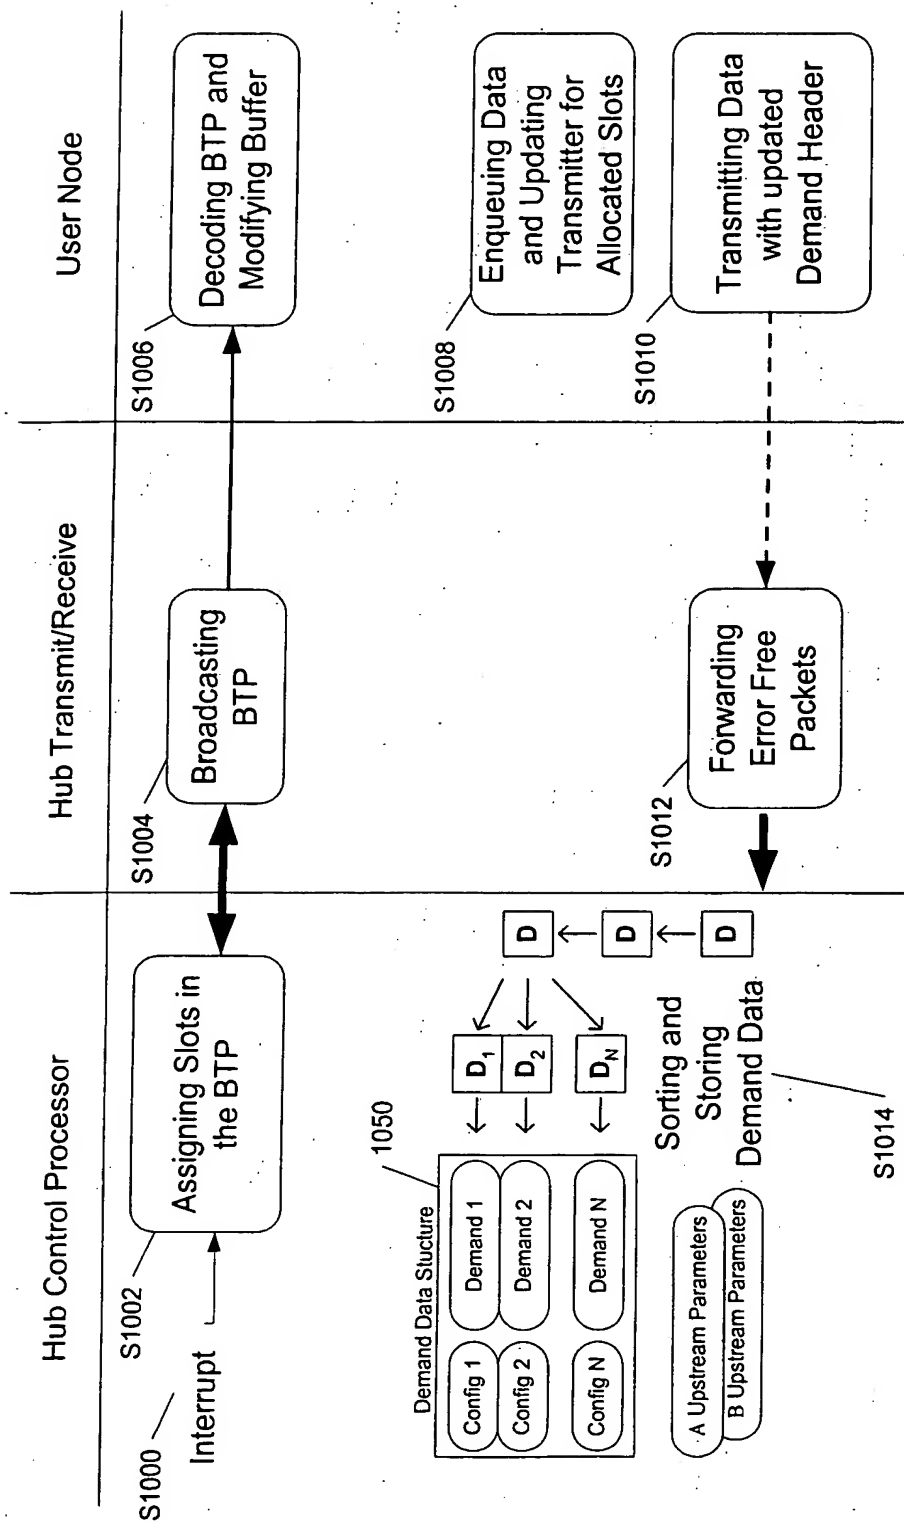 Hub Control Processor
Hub Transmit/Receive
User Node
S1000
Interrupt
S1002
Assigning Slots in
the BTP
S1004
Broadcasting
BTP
S1006
Decoding BTP and
Modifying Buffer
S1008
Enqueuing Data
and Updating
Transmitter for
Allocated Slots
S1010
Transmitting Data
with updated
Demand Header
S1012
Forwarding
Error Free
Packets
Demand Data Stucture
1050
Config 1
Demand 1
D1
Config 2
Demand 2
D2
Config N
Demand N
DN
D
D
D
Sorting and
Storing
Demand Data
S1014
A Upstream Parameters
B Upstream Parameters